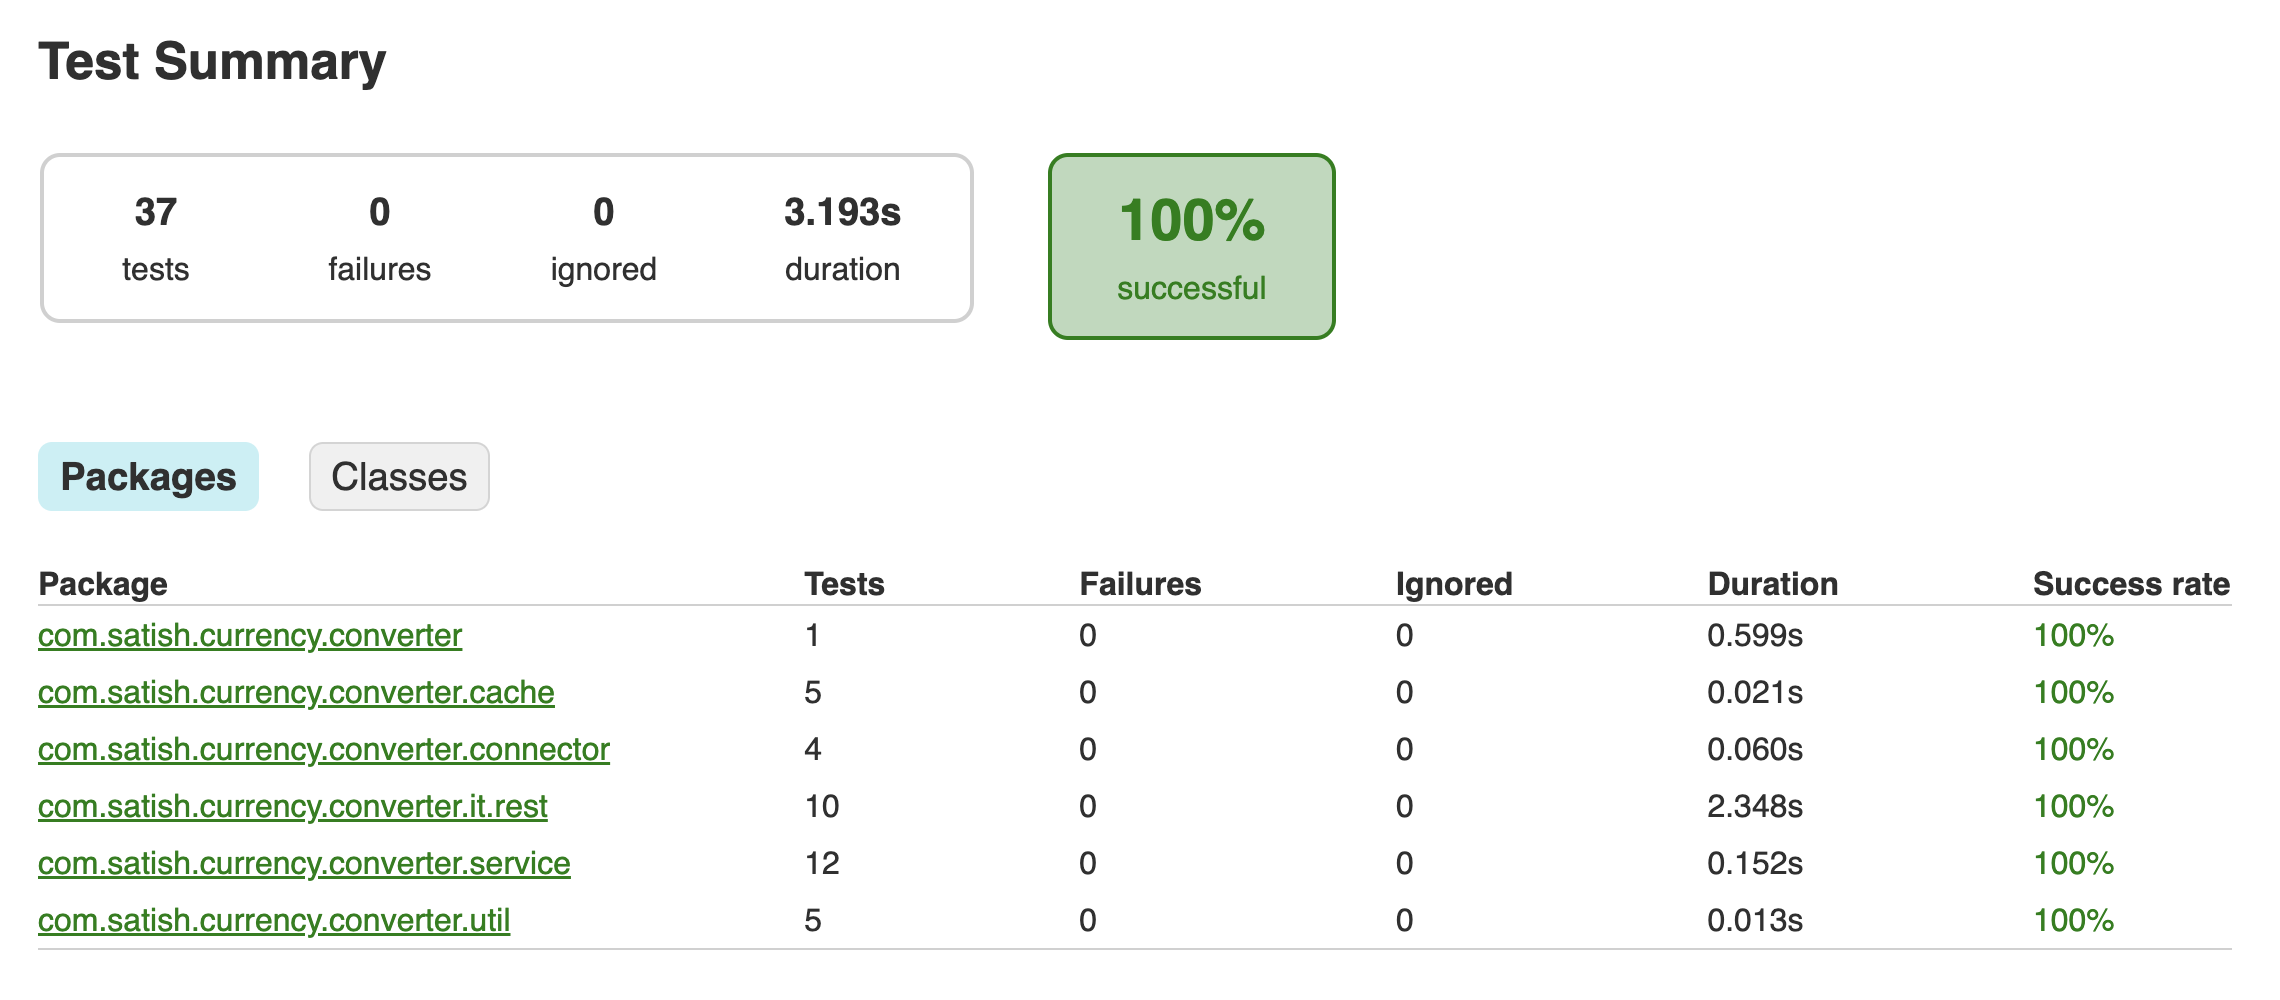 Test Summary
37 0 0 3.193s
tests failures ignored duration
100%
successful
Packages Classes
Package Tests Failures Ignored Duration Success rate
com.satish.currency.converter 1 0 0 0.599s 100%
com.satish.currency.converter.cache 5 0 0 0.021s 100%
com.satish.currency.converter.connector 4 0 0 0.060s 100%
com.satish.currency.converter.it.rest 10 0 0 2.348s 100%
com.satish.currency.converter.service 12 0 0 0.152s 100%
com.satish.currency.converter.util 5 0 0 0.013s 100%